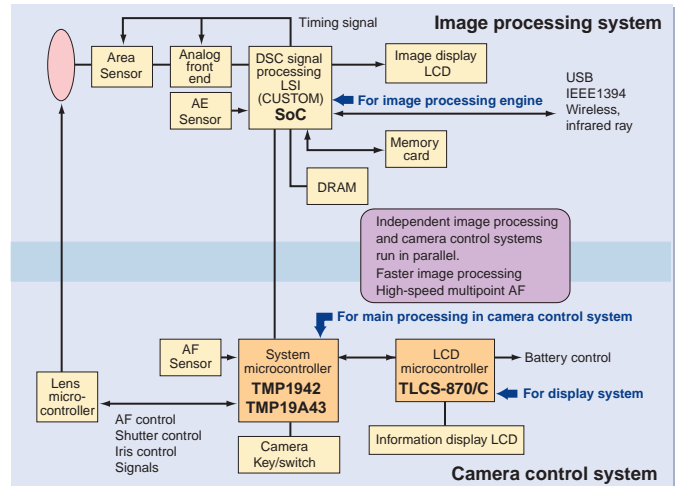 Timing signal
Image processing system
Area
Sensor
Analog
front
end
DSC signal
processing
LSI
(CUSTOM)
SoC
Image display
LCD
USB
IEEE1394
Wireless,
infrared ray
AE
Sensor
For image processing engine
Memory
card
DRAM
Independent image processing
and camera control systems
run in parallel.
Faster image processing
High-speed multipoint AF
For main processing in camera control system
AF
Sensor
System
microcontroller
TMP1942
TMP19A43
LCD
microcontroller
TLCS-870/C
Battery control
Lens
micro-
controller
For display system
AF control
Shutter control
Iris control
Signals
Camera
Key/switch
Information display LCD
Camera control system